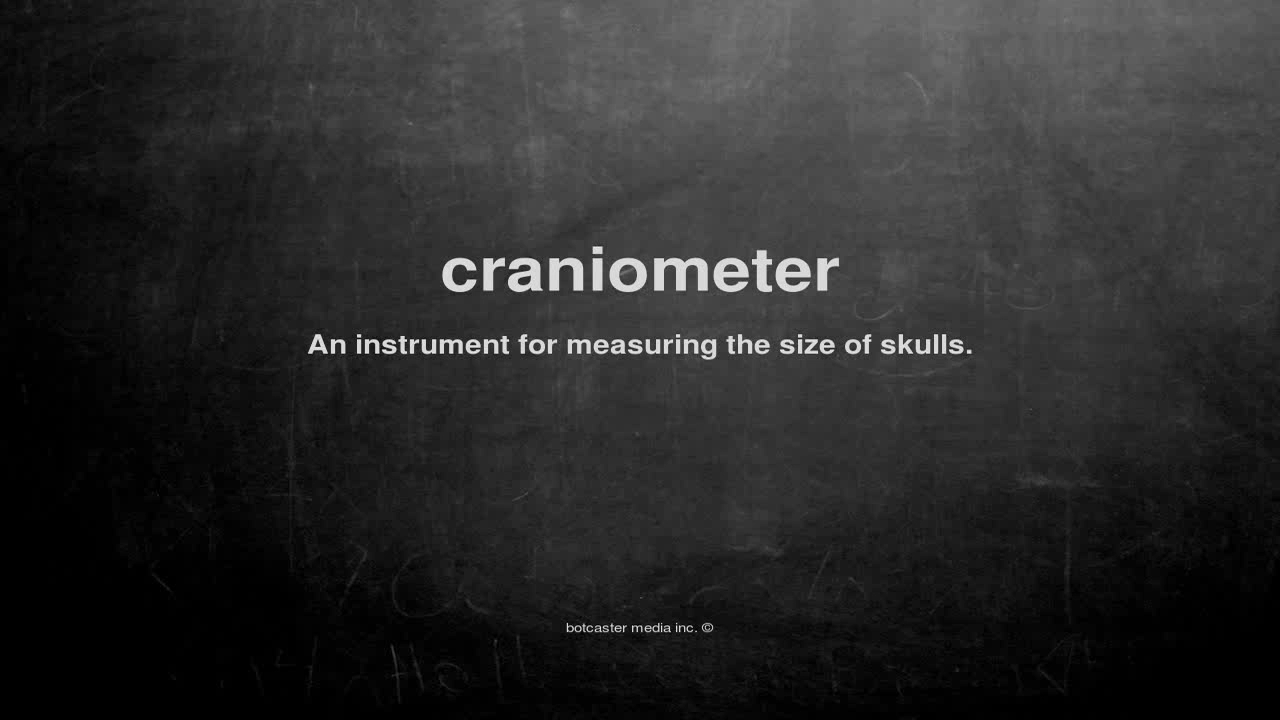 craniometer
An instrument for measuring the size of skulls.
botcaster media inc. ©